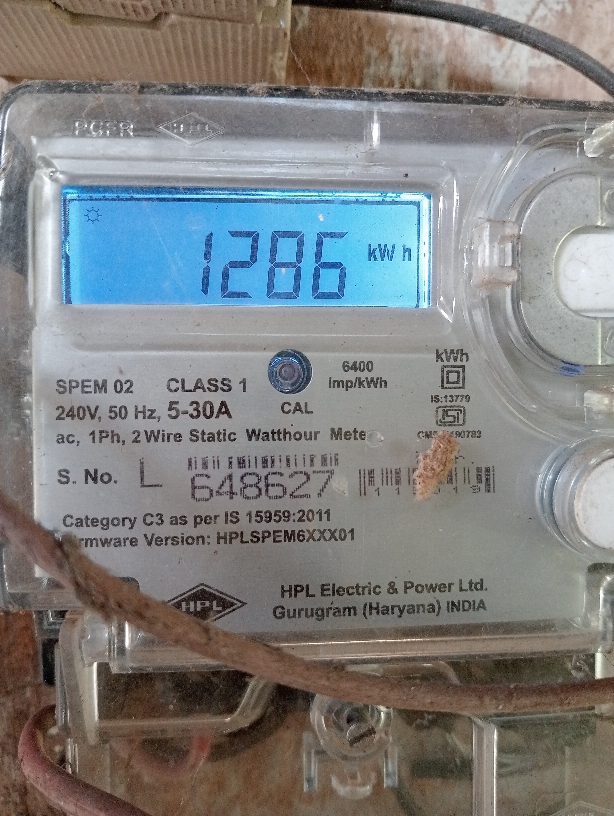 1286 kWh
6400
imp/kWh
kWh
SPEM 02 CLASS 1
240V, 50 Hz, 5-30A
CAL
IS:13779
ISI
ac, 1Ph, 2 Wire Static Watthour Mete
S. No. L 648627
Category C3 as per IS 15959:2011
rmware Version: HPLSPEM6XXX01
HPL
HPL Electric & Power Ltd.
Gurugram (Haryana) INDIA